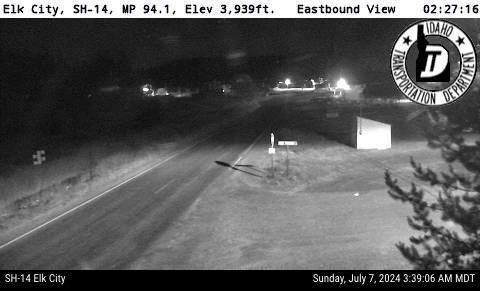 Elk City, SH-14, MP 94.1, Elev 3,939ft. Eastbound View 02:27:16
IDAHO
TRANSPORTATION DEPARTMENT
SH-14 Elk City Sunday, July 7, 2024 3:39:06 AM MDT